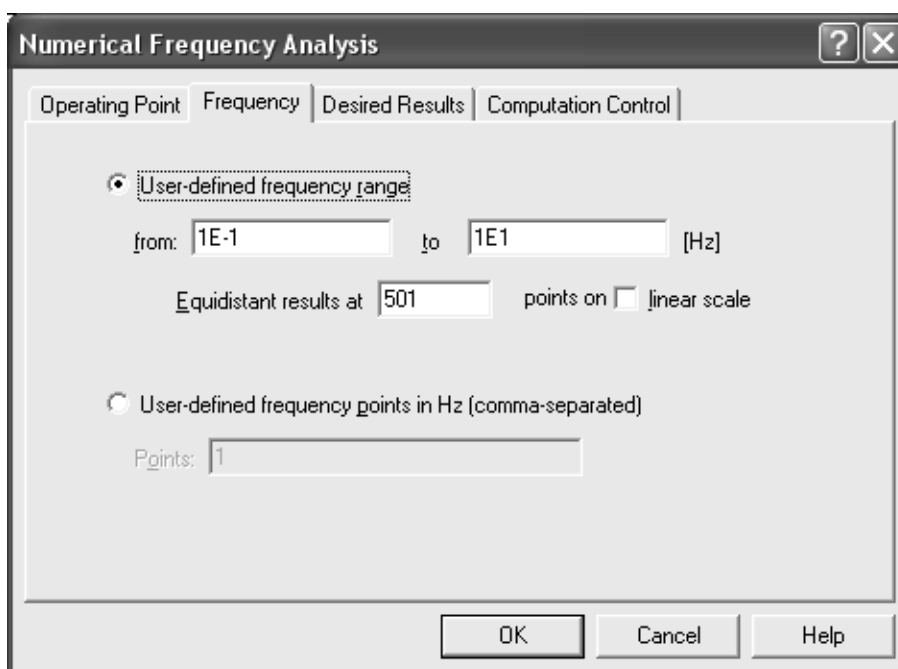 Numerical Frequency Analysis
Operating Point Frequency Desired Results Computation Control
User-defined frequency range
from: 1E-1 to 1E1 [Hz]
Equidistant results at 501 points on linear scale
User-defined frequency points in Hz (comma-separated)
Points: 1
OK Cancel Help